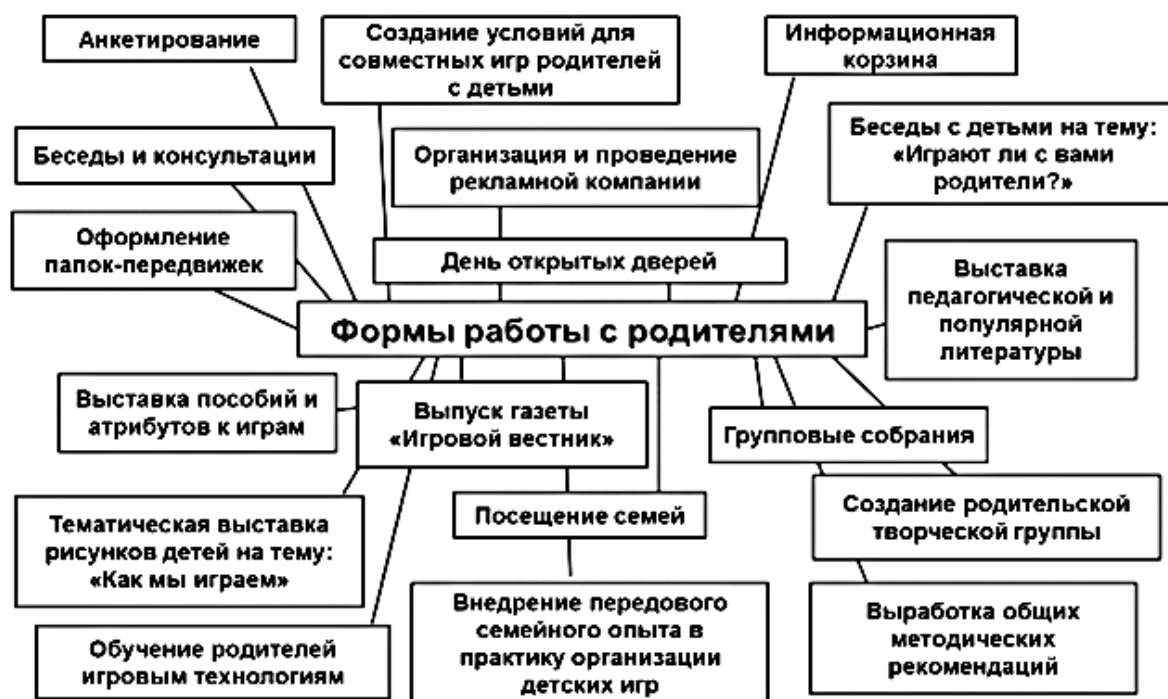 Анкетирование
Создание условий для
совместных игр родителей
с детьми
Информационная
корзина
Беседы и консультации
Организация и проведение
рекламной компании
Беседы с детьми на тему:
«Играют ли с вами
родители?»
Оформление
папок-передвижек
День открытых дверей
Выставка
педагогической и
популярной
литературы
Формы работы с родителями
Выставка пособий и
атрибутов к играм
Выпуск газеты
«Игровой вестник»
Групповые собрания
Тематическая выставка
рисунков детей на тему:
«Как мы играем»
Посещение семей
Создание родительской
творческой группы
Обучение родителей
игровым технологиям
Внедрение передового
семейного опыта в
практику организации
детских игр
Выработка общих
методических
рекомендаций